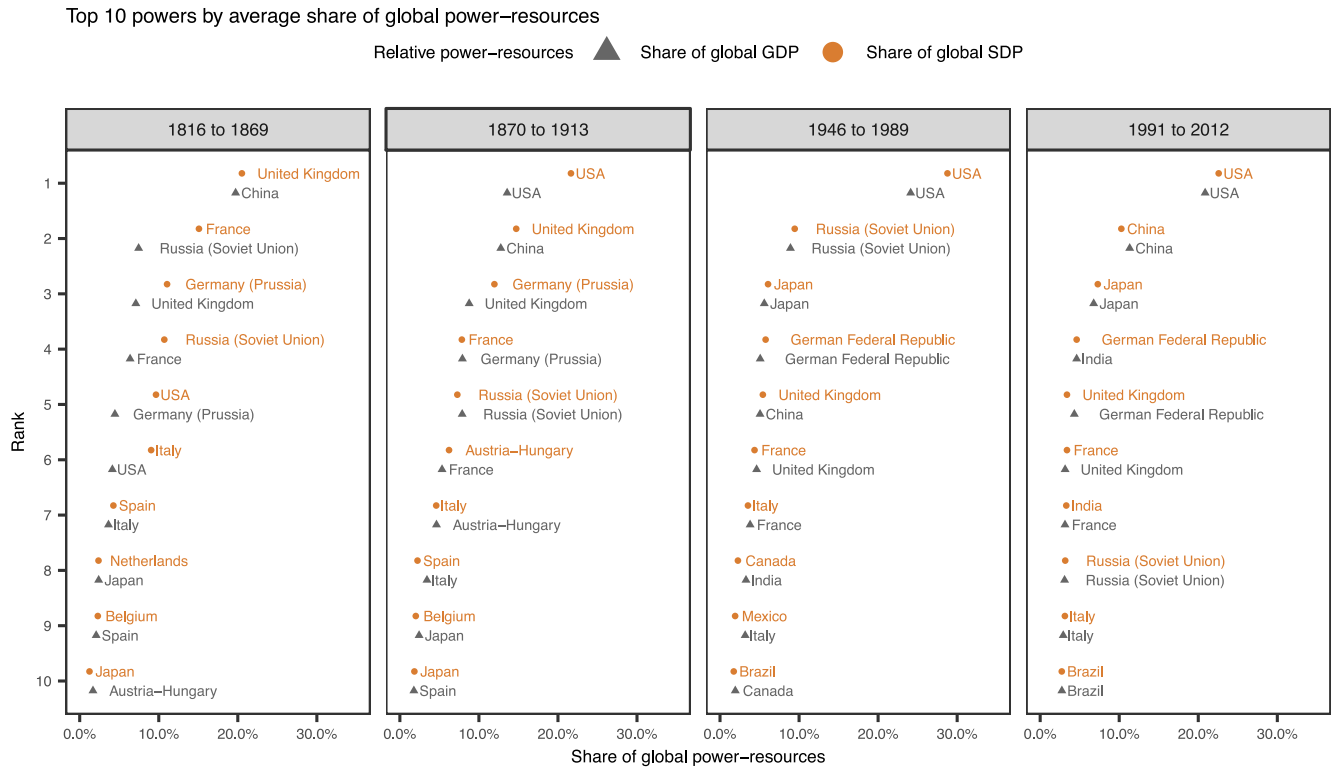 Top 10 powers by average share of global power−resources
Relative power−resources Share of global GDP Share of global SDP
1816 to 1869
1870 to 1913
1946 to 1989
1991 to 2012
Rank
1
2
3
4
5
6
7
8
9
10
United Kingdom
China
France
Russia (Soviet Union)
Germany (Prussia)
United Kingdom
Russia (Soviet Union)
France
USA
Germany (Prussia)
Italy
USA
Spain
Italy
Netherlands
Japan
Belgium
Spain
Japan
Austria−Hungary
USA
USA
United Kingdom
China
Germany (Prussia)
United Kingdom
France
Germany (Prussia)
Russia (Soviet Union)
Russia (Soviet Union)
Austria−Hungary
France
Italy
Austria−Hungary
Spain
Italy
Belgium
Japan
Japan
Spain
USA
USA
Russia (Soviet Union)
Russia (Soviet Union)
Japan
Japan
German Federal Republic
German Federal Republic
United Kingdom
China
France
United Kingdom
Italy
France
Canada
India
Mexico
Italy
Brazil
Canada
USA
USA
China
China
Japan
Japan
German Federal Republic
India
United Kingdom
German Federal Republic
France
United Kingdom
India
France
Russia (Soviet Union)
Russia (Soviet Union)
Italy
Italy
Brazil
Brazil
0.0% 10.0% 20.0% 30.0%
0.0% 10.0% 20.0% 30.0%
0.0% 10.0% 20.0% 30.0%
0.0% 10.0% 20.0% 30.0%
Share of global power−resources